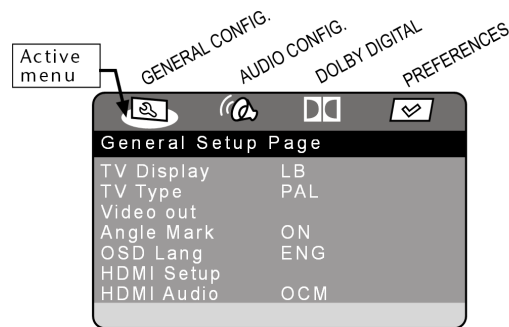 GENERAL CONFIG.
AUDIO CONFIG.
DOLBY DIGITAL
PREFERENCES
Active
menu
General Setup Page
TV Display LB
TV Type PAL
Video out
Angle Mark ON
OSD Lang ENG
HDMI Setup
HDMI Audio OCM